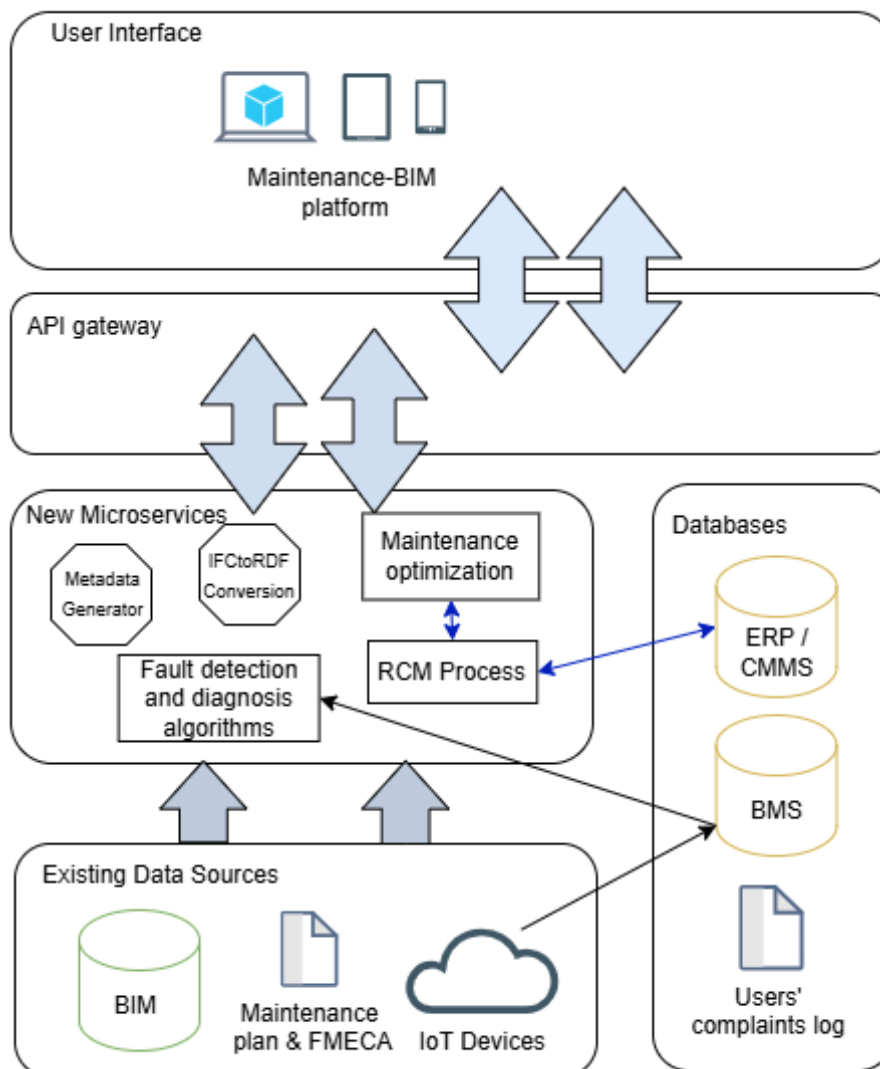 User Interface
Maintenance-BIM
platform
API gateway
New Microservices
Metadata
Generator
IFCtoRDF
Conversion
Maintenance
optimization
RCM Process
Fault detection
and diagnosis
algorithms
Databases
ERP /
CMMS
BMS
Users'
complaints log
Existing Data Sources
BIM
Maintenance
plan & FMECA
IoT Devices